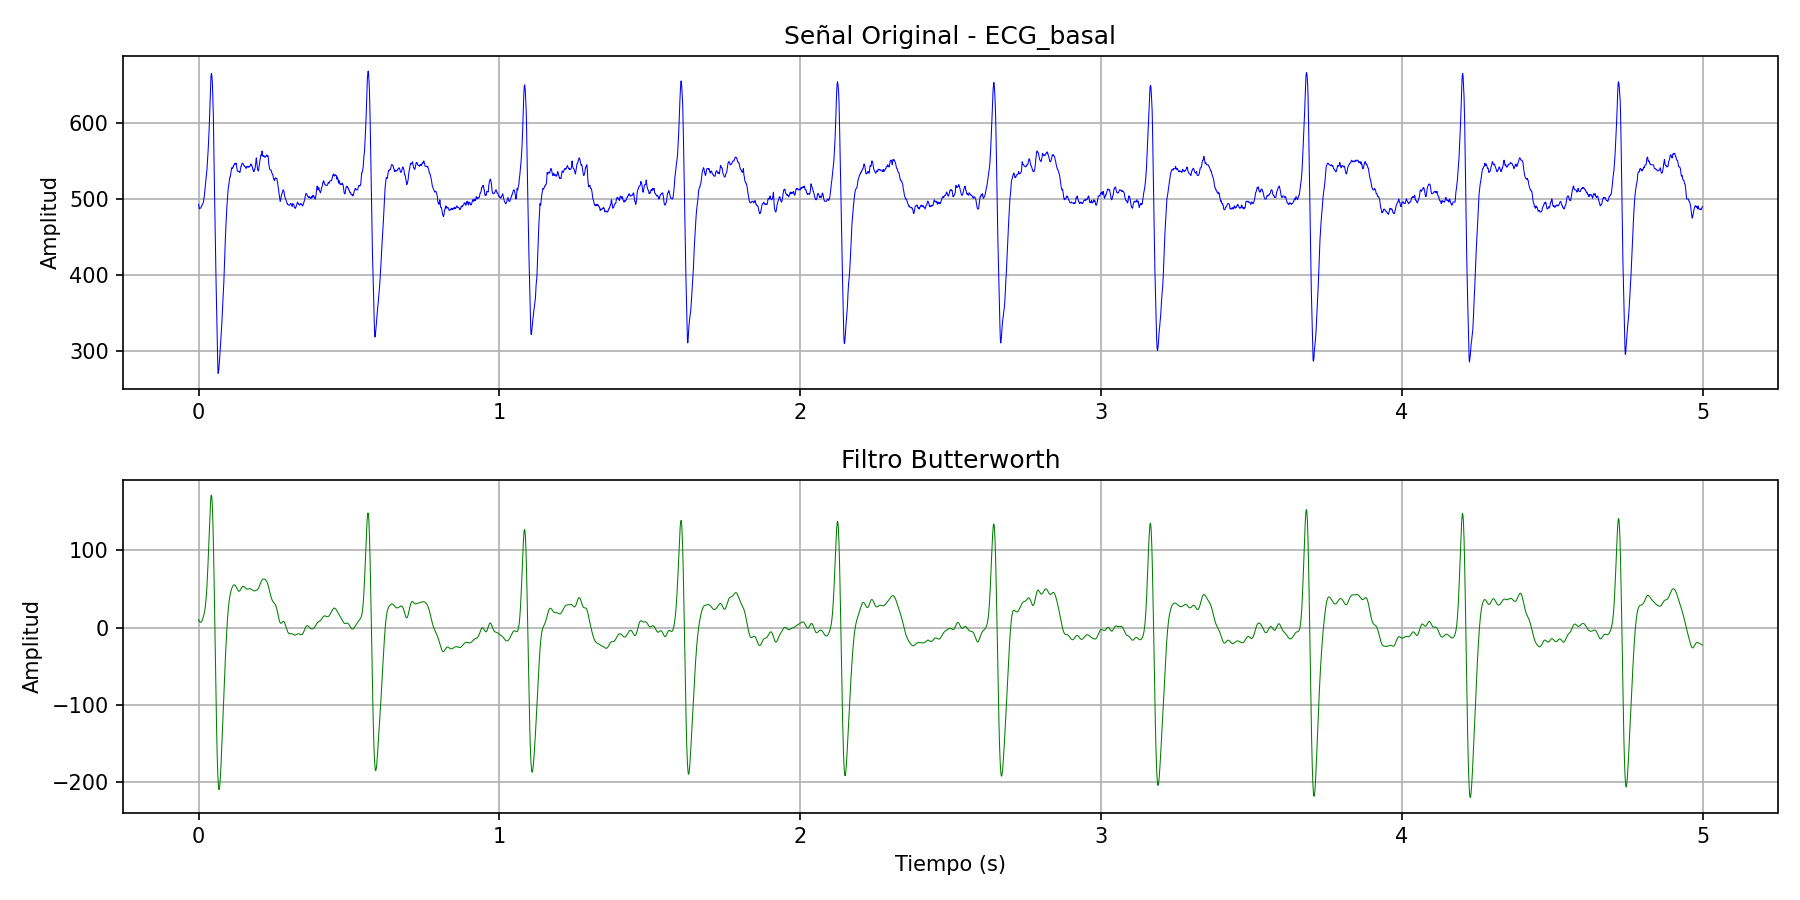 Señal Original - ECG_basal
Amplitud
600
500
400
300
0 1 2 3 4 5
Filtro Butterworth
Amplitud
100
0
−100
−200
0 1 2 3 4 5
Tiempo (s)